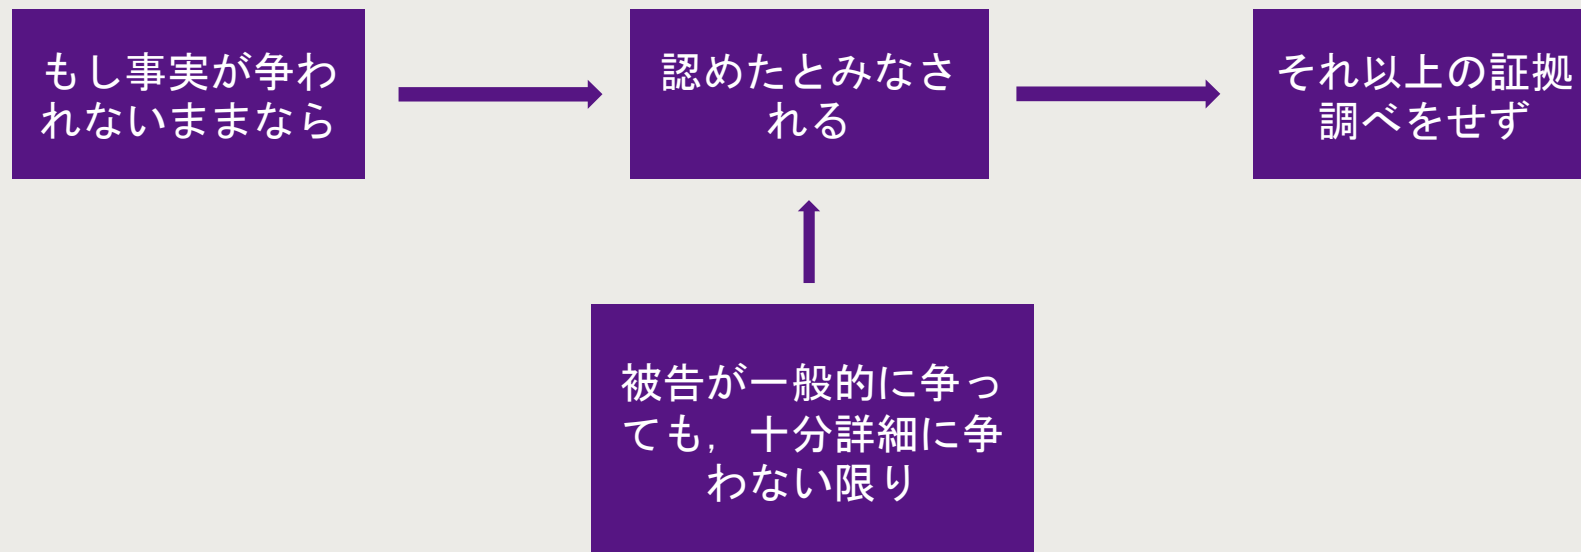 もし事実が争わ
れないままなら
認めたとみなさ
れる
それ以上の証拠
調べをせず
被告が一般的に争っ
ても，十分詳細に争
わない限り